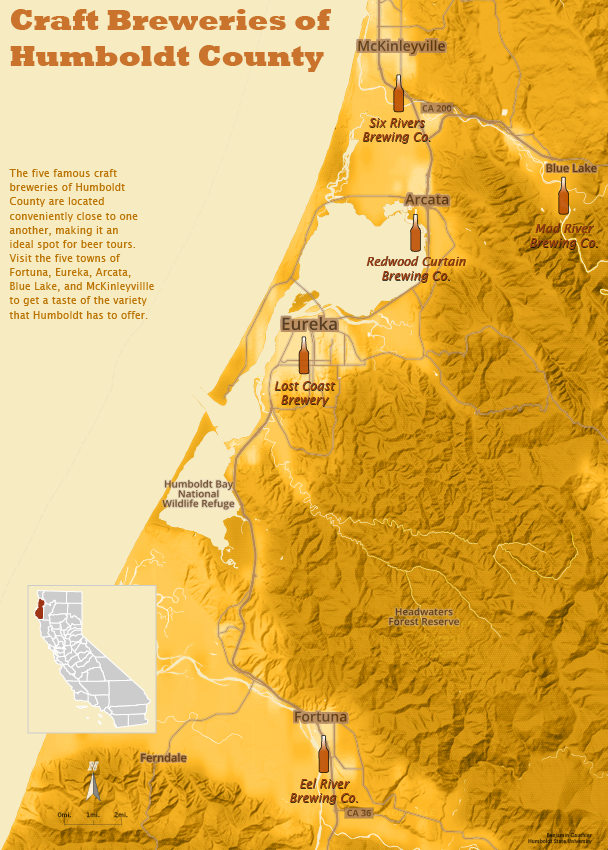 Craft Breweries of
Humboldt County
McKinleyville
CA 200
Six Rivers
Brewing Co.
Blue Lake
The five famous craft
breweries of Humboldt
County are located
conveniently close to one
another, making it an
ideal spot for beer tours.
Visit the five towns of
Fortuna, Eureka, Arcata,
Blue Lake, and McKinleyville
to get a taste of the variety
that Humboldt has to offer.
Arcata
Mad River
Brewing Co.
Redwood Curtain
Brewing Co.
Eureka
Lost Coast
Brewery
Humboldt Bay
National
Wildlife Refuge
Headwaters
Forest Reserve
Fortuna
Ferndale
N
Eel River
Brewing Co.
0mi. 1mi. 2mi.
CA 36
Humboldt State University